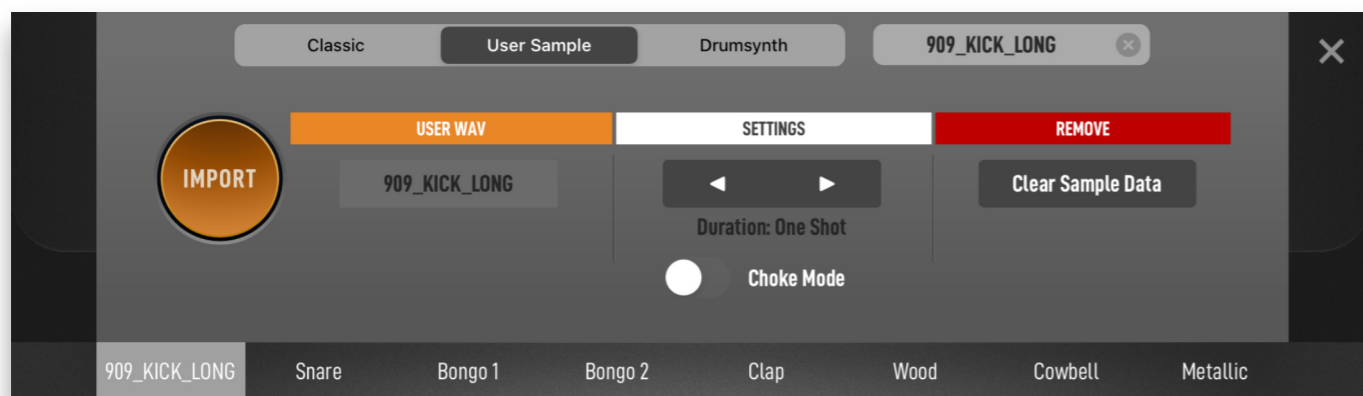 Classic User Sample Drumsynth 909_KICK_LONG
USER WAV SETTINGS REMOVE
IMPORT 909_KICK_LONG Clear Sample Data
Duration: One Shot
Choke Mode
909_KICK_LONG Snare Bongo 1 Bongo 2 Clap Wood Cowbell Metallic